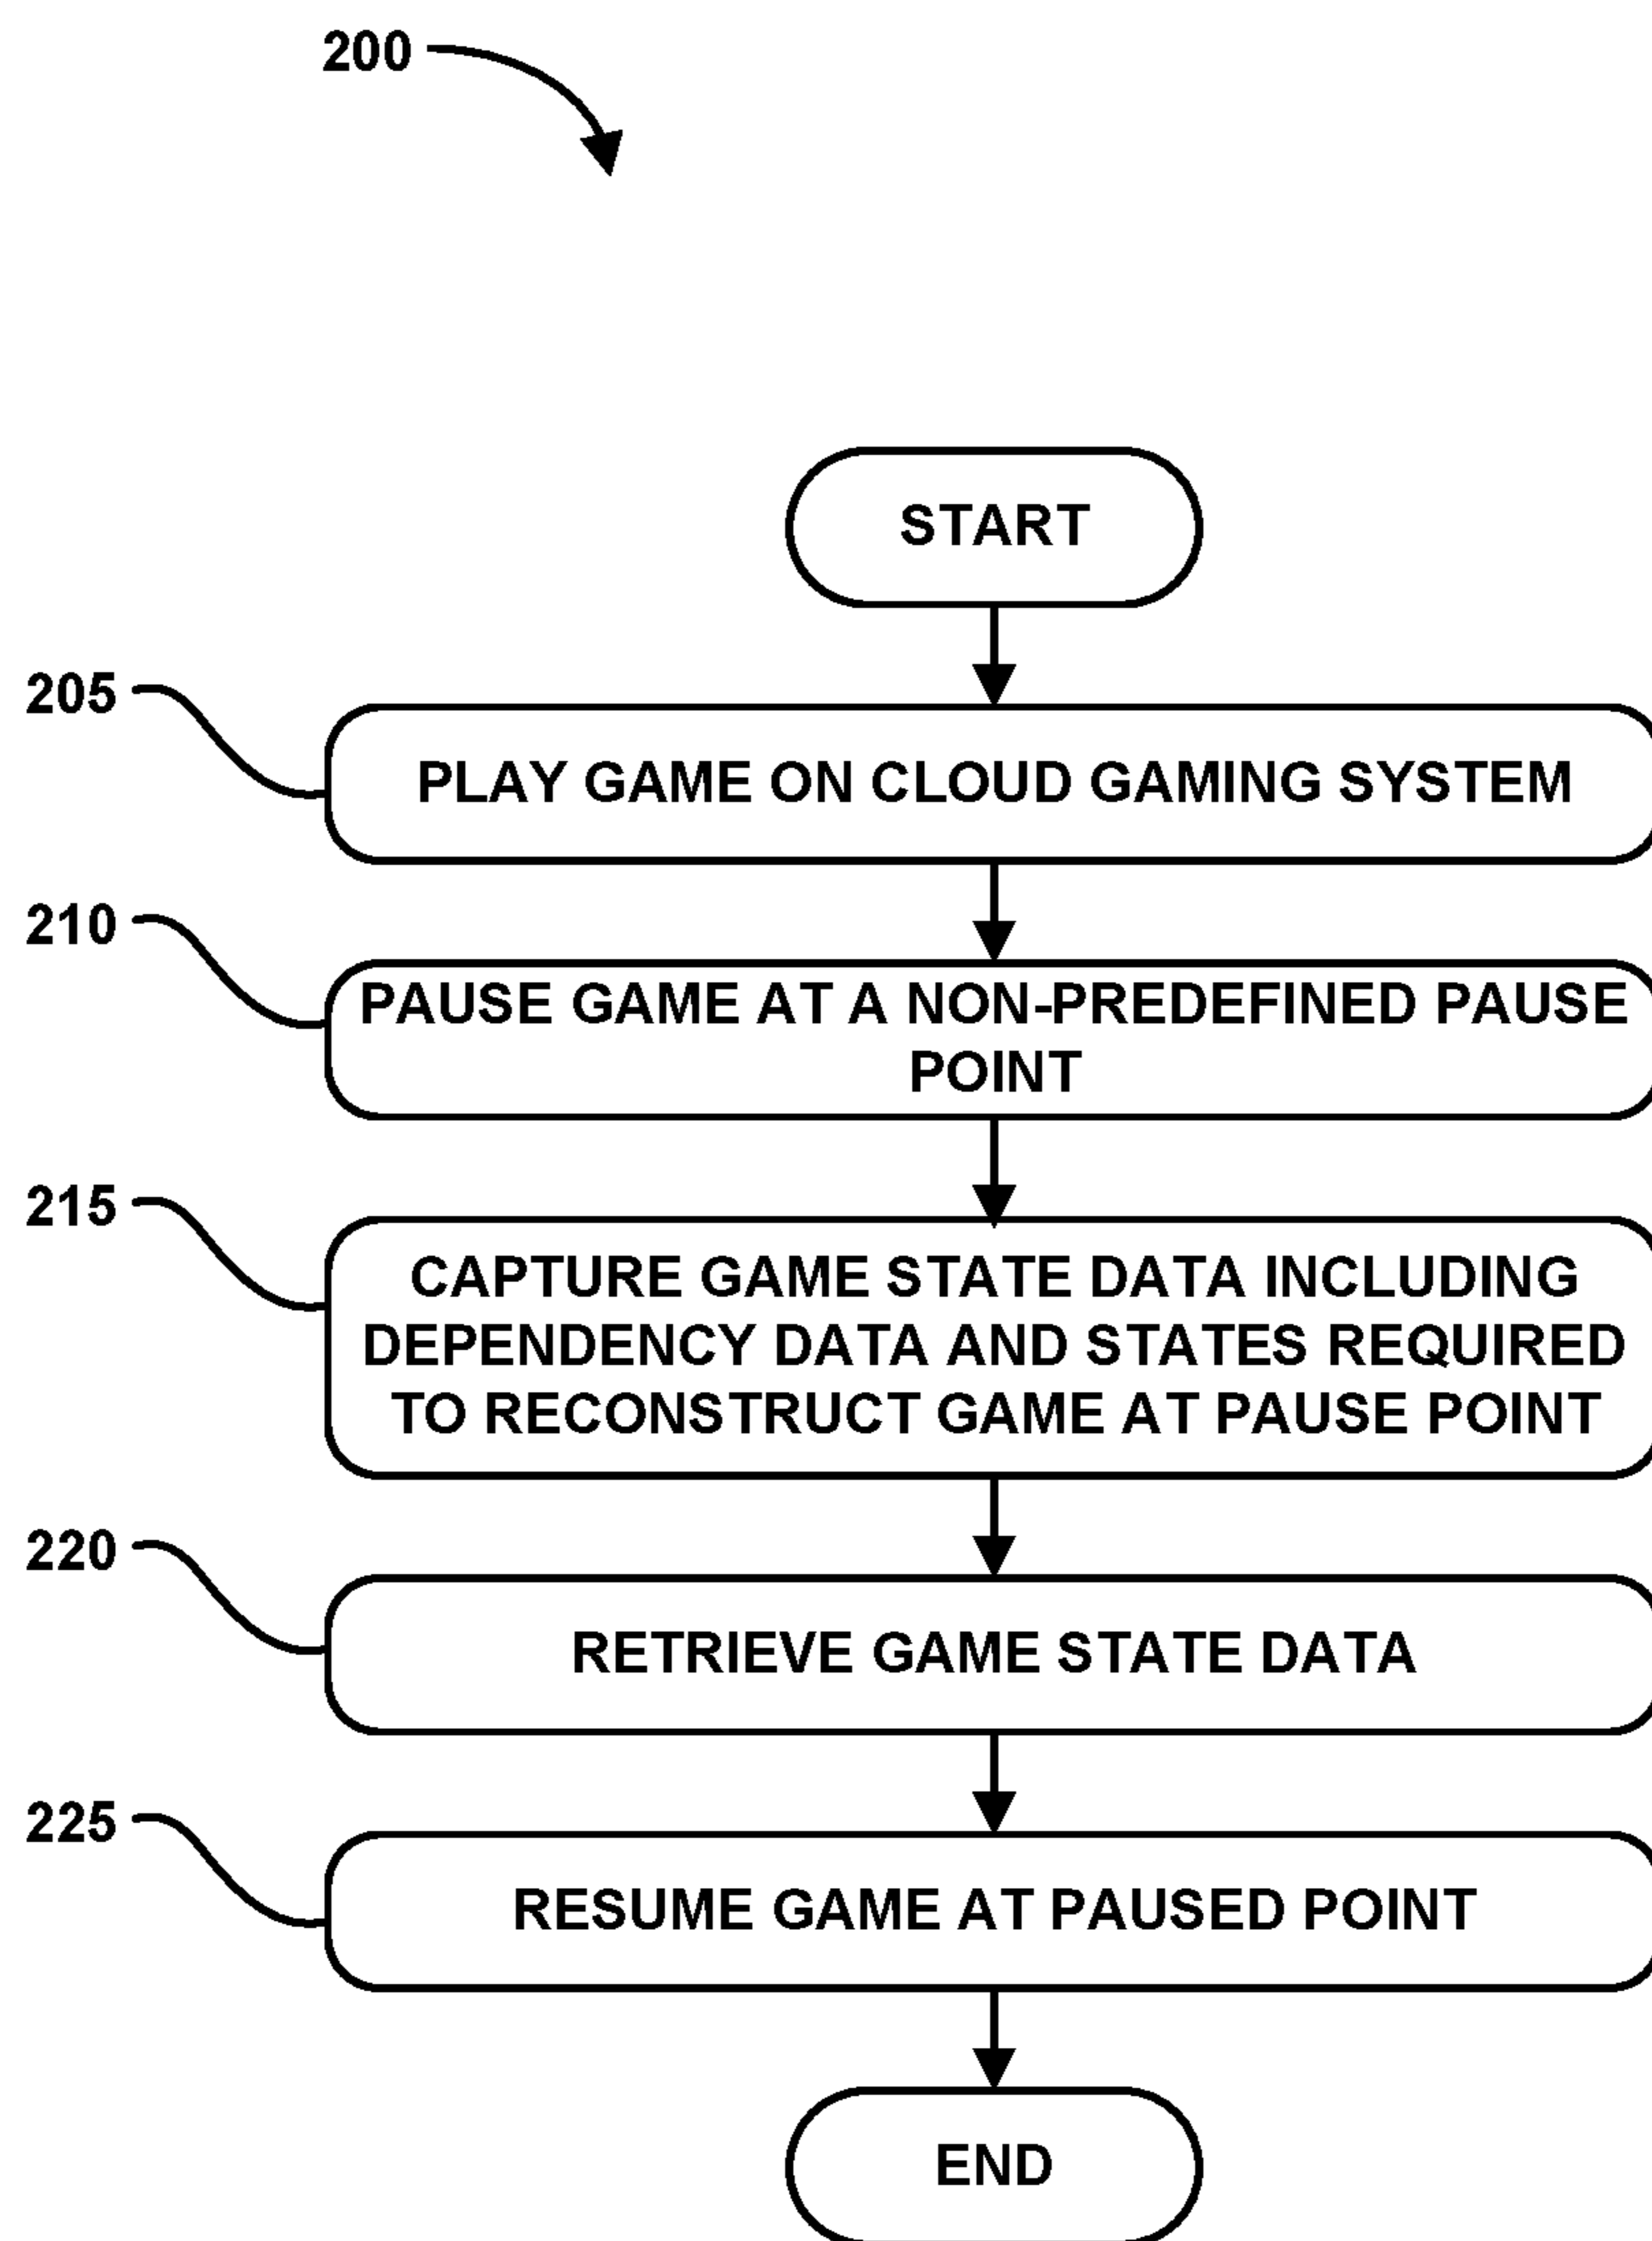 200
START
205
PLAY GAME ON CLOUD GAMING SYSTEM
210
PAUSE GAME AT A NON-PREDEFINED PAUSE
POINT
215
CAPTURE GAME STATE DATA INCLUDING
DEPENDENCY DATA AND STATES REQUIRED
TO RECONSTRUCT GAME AT PAUSE POINT
220
RETRIEVE GAME STATE DATA
225
RESUME GAME AT PAUSED POINT
END